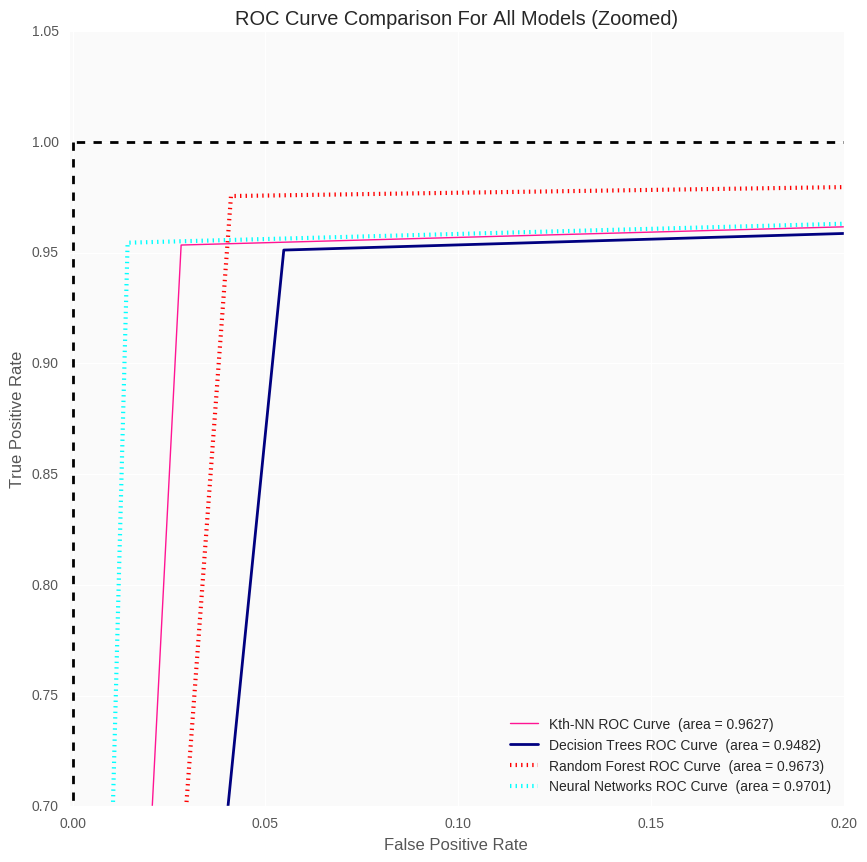 ROC Curve Comparison For All Models (Zoomed)
1.05
1.00
0.95
0.90
0.85
0.80
0.75
0.70
True Positive Rate
Kth-NN ROC Curve (area = 0.9627)
Decision Trees ROC Curve (area = 0.9482)
Random Forest ROC Curve (area = 0.9673)
Neural Networks ROC Curve (area = 0.9701)
0.00 0.05 0.10 0.15 0.20
False Positive Rate